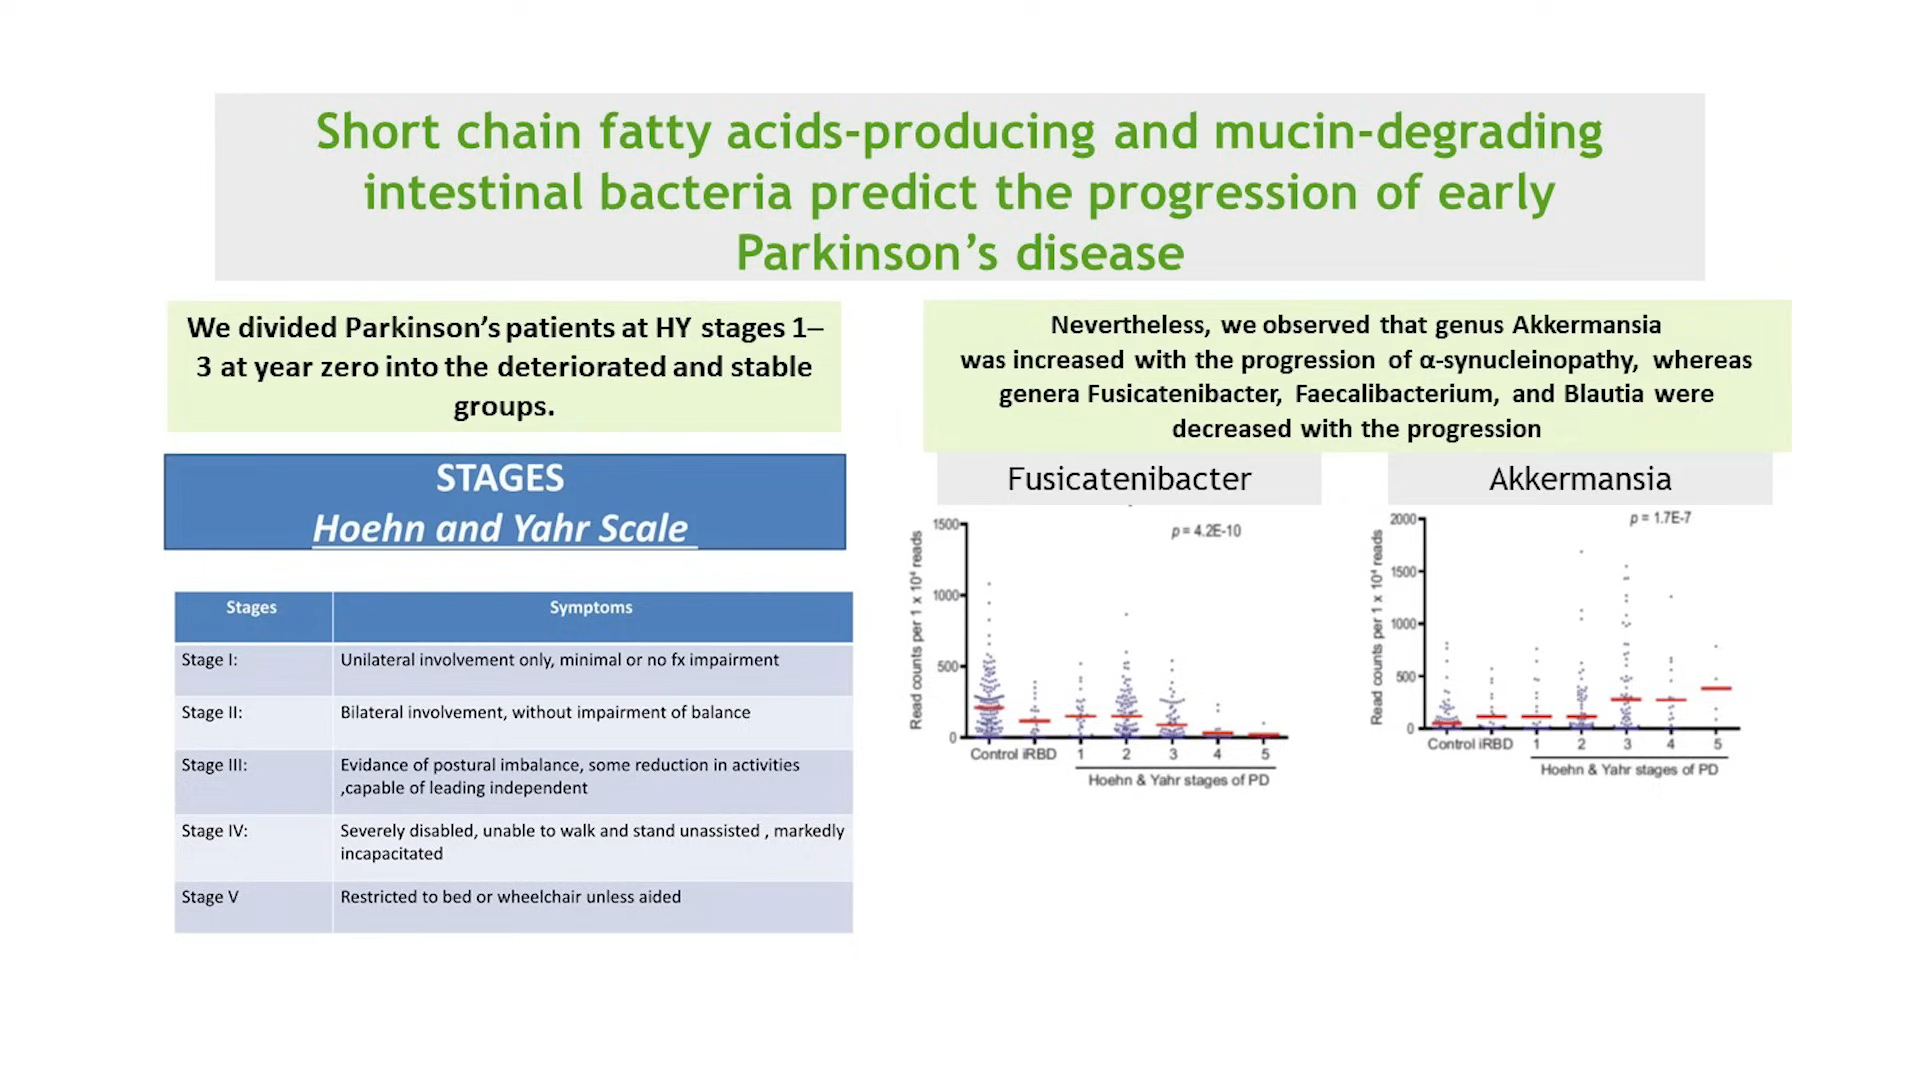 Short chain fatty acids-producing and mucin-degrading
intestinal bacteria predict the progression of early
Parkinson’s disease
We divided Parkinson’s patients at HY stages 1–
3 at year zero into the deteriorated and stable
groups.
STAGES
Hoehn and Yahr Scale
Stages Symptoms
Stage I: Unilateral involvement only, minimal or no fx impairment
Stage II: Bilateral involvement, without impairment of balance
Stage III: Evidence of postural imbalance, some reduction in activities
,capable of leading independent
Stage IV: Severely disabled, unable to walk and stand unassisted , markedly
incapacitated
Stage V Restricted to bed or wheelchair unless aided
Nevertheless, we observed that genus Akkermansia
was increased with the progression of α-synucleinopathy, whereas
genera Fusicatenibacter, Faecalibacterium, and Blautia were
decreased with the progression
Fusicatenibacter
p = 4.2E-10
Read counts per 1 x 10⁴ reads
1500
1000
500
0
Control iRBD 1 2 3 4 5
Hoehn & Yahr stages of PD
Akkermansia
p = 1.7E-7
Read counts per 1 x 10⁴ reads
2000
1500
1000
500
0
Control iRBD 1 2 3 4 5
Hoehn & Yahr stages of PD